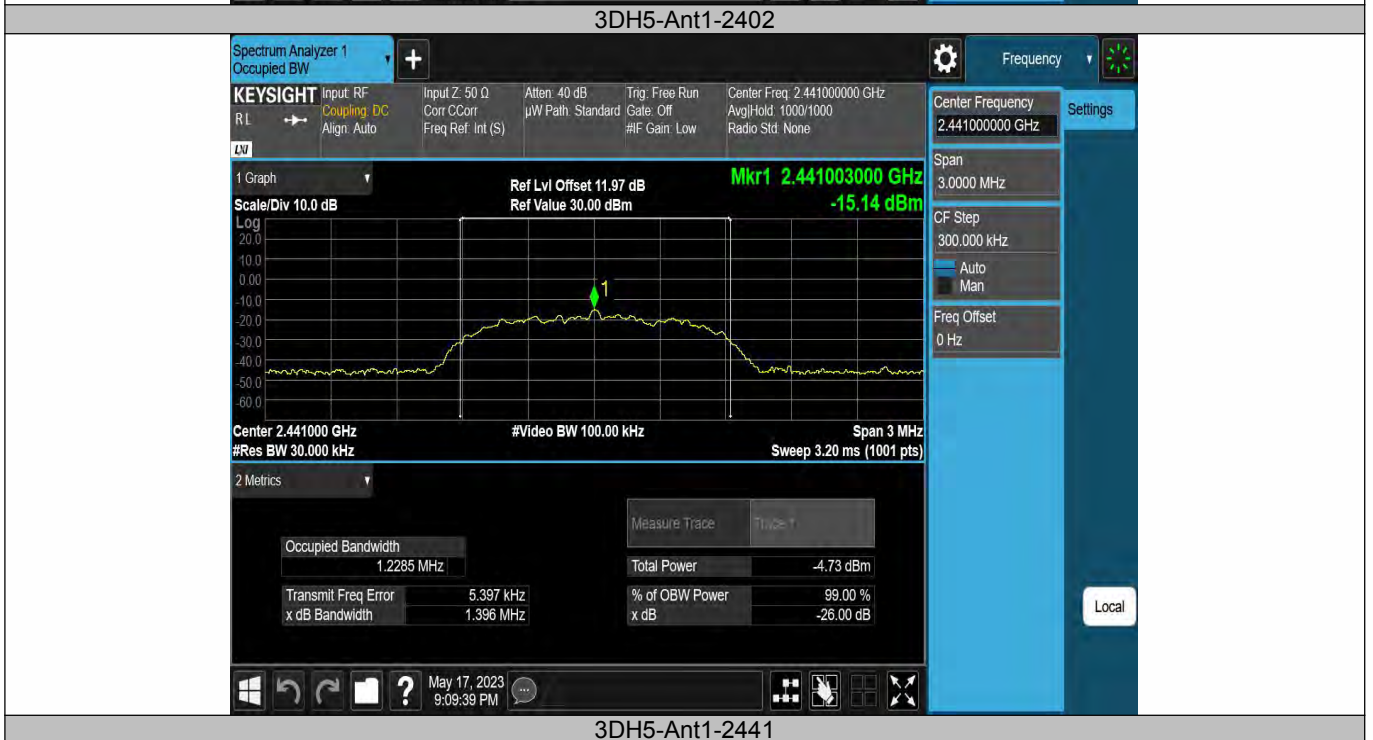 3DH5-Ant1-2402
Spectrum Analyzer 1
Occupied BW
+
Frequency
KEYSIGHT
RL
LXI
Input: RF
Coupling: DC
Align: Auto
Input Z: 50 Ω
Corr CCorr
Freq Ref: Int (S)
Atten: 40 dB
µW Path: Standard
Trig: Free Run
Gate: Off
#IF Gain: Low
Center Freq: 2.441000000 GHz
Avg|Hold: 1000/1000
Radio Std: None
Center Frequency
2.441000000 GHz
Settings
Span
3.0000 MHz
CF Step
300.000 kHz
Auto
Man
Freq Offset
0 Hz
Local
1 Graph
Scale/Div 10.0 dB
Ref Lvl Offset 11.97 dB
Ref Value 30.00 dBm
Mkr1 2.441003000 GHz
-15.14 dBm
Log
20.0
10.0
0.00
-10.0
-20.0
-30.0
-40.0
-50.0
-60.0
1
Center 2.441000 GHz
#Res BW 30.000 kHz
#Video BW 100.00 kHz
Span 3 MHz
Sweep 3.20 ms (1001 pts)
2 Metrics
Measure Trace
Trace 1
Occupied Bandwidth
1.2285 MHz
Total Power -4.73 dBm
Transmit Freq Error 5.397 kHz
% of OBW Power 99.00 %
x dB Bandwidth 1.396 MHz
x dB -26.00 dB
?
May 17, 2023
9:09:39 PM
3DH5-Ant1-2441